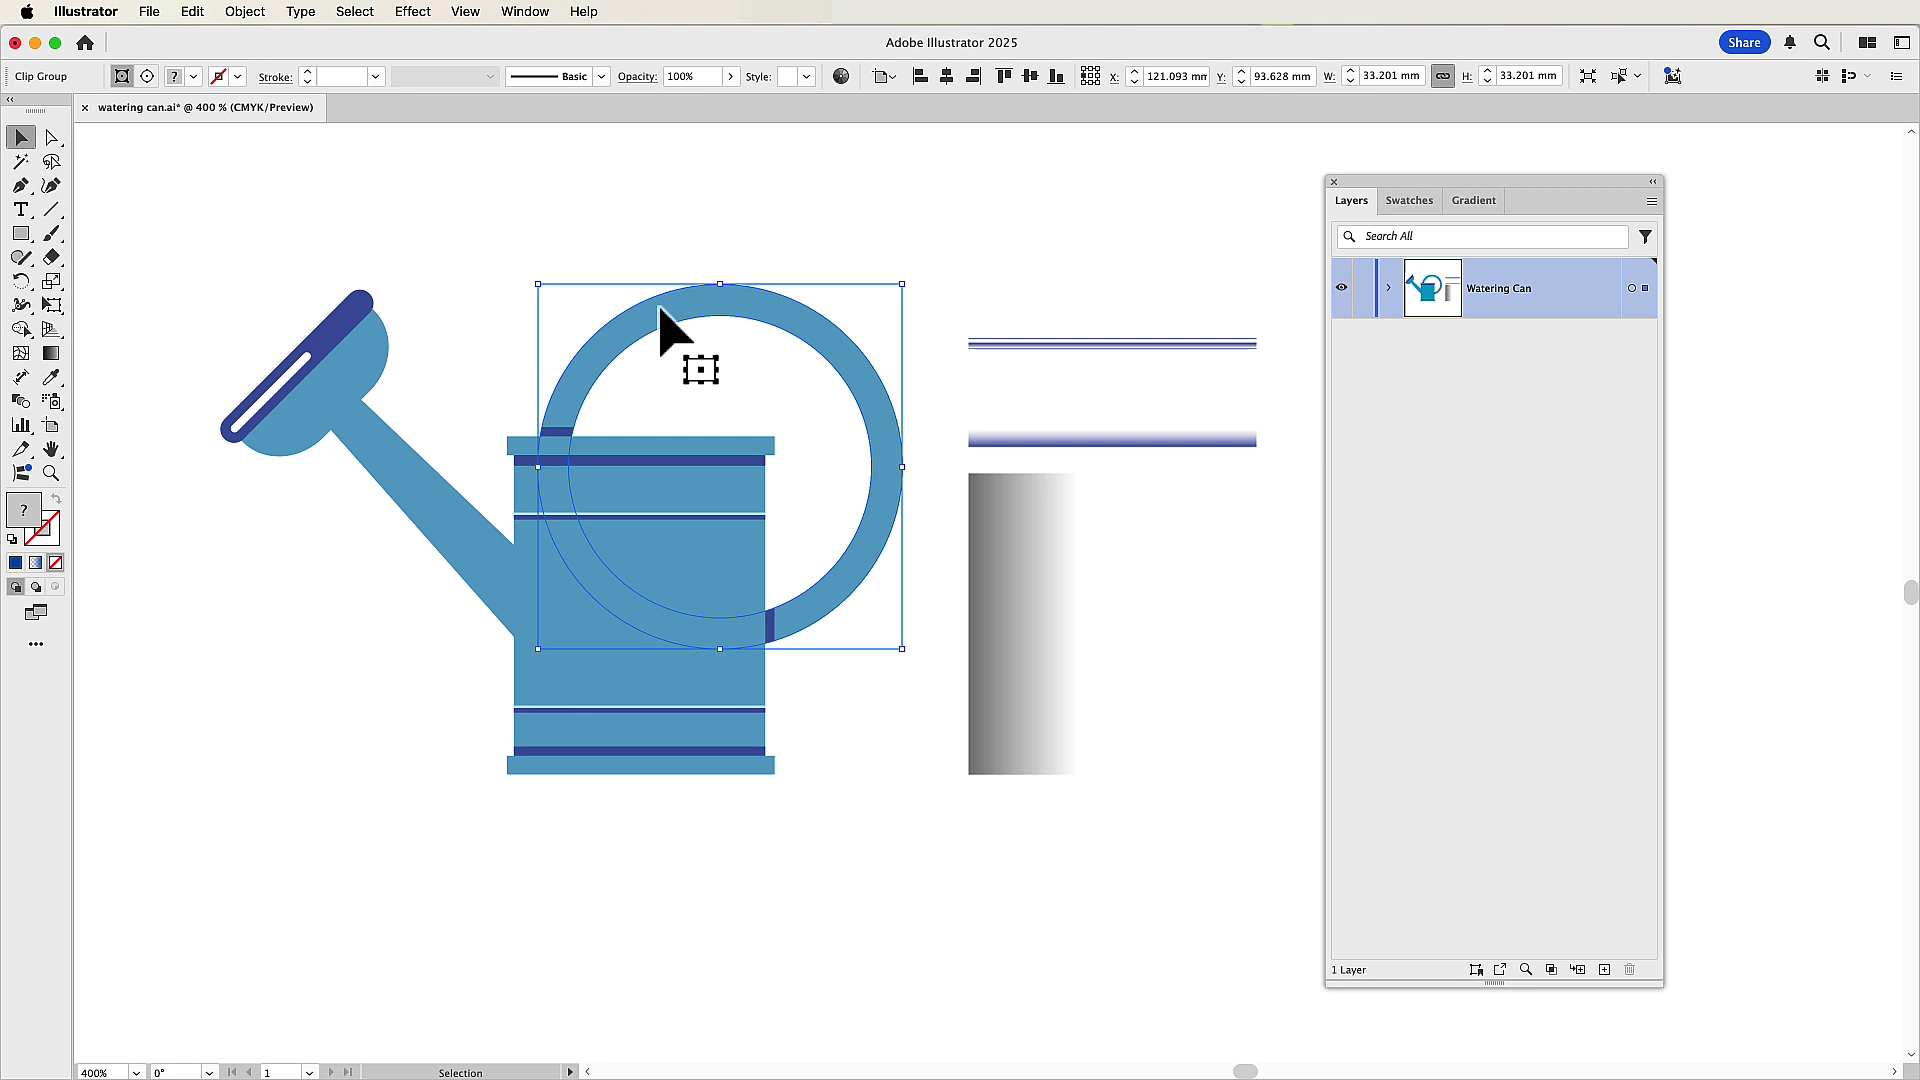 Illustrator File Edit Object Type Select Effect View Window Help
Adobe Illustrator 2025
Share
Clip Group
?
Stroke:
Basic
Opacity: 100%
Style:
X: 121.093 mm
Y: 93.628 mm
W: 33.201 mm
H: 33.201 mm
watering can.ai* @ 400 % (CMYK/Preview)
Layers Swatches Gradient
Search All
Watering Can
?
1 Layer
400% 0° 1 Selection